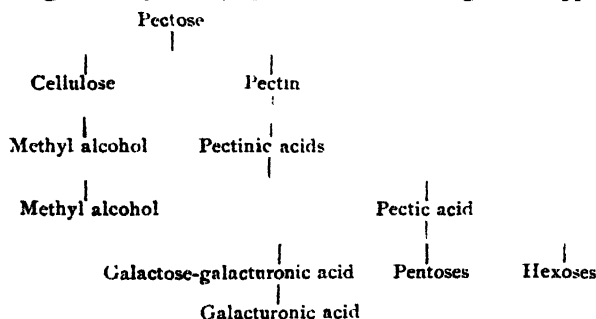 Pectose
Cellulose Pectin
Methyl alcohol Pectinic acids
Methyl alcohol Pectic acid
Galactose-galacturonic acid Pentoses Hexoses
Galacturonic acid